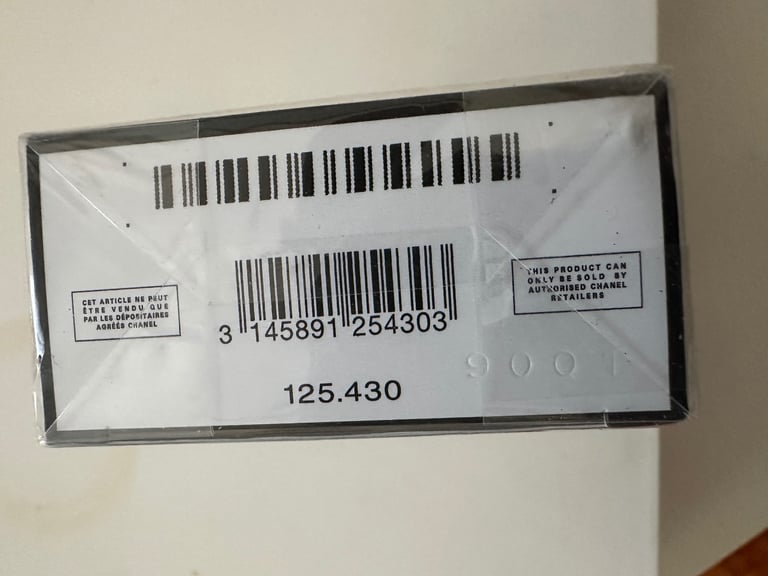 CET ARTICLE NE PEUT
ÊTRE VENDU QUE
PAR LES DÉPOSITAIRES
AGRÉÉS CHANEL
THIS PRODUCT CAN
ONLY BE SOLD BY
AUTHORISED CHANEL
RETAILERS
3 145891 254303
125.430
9001